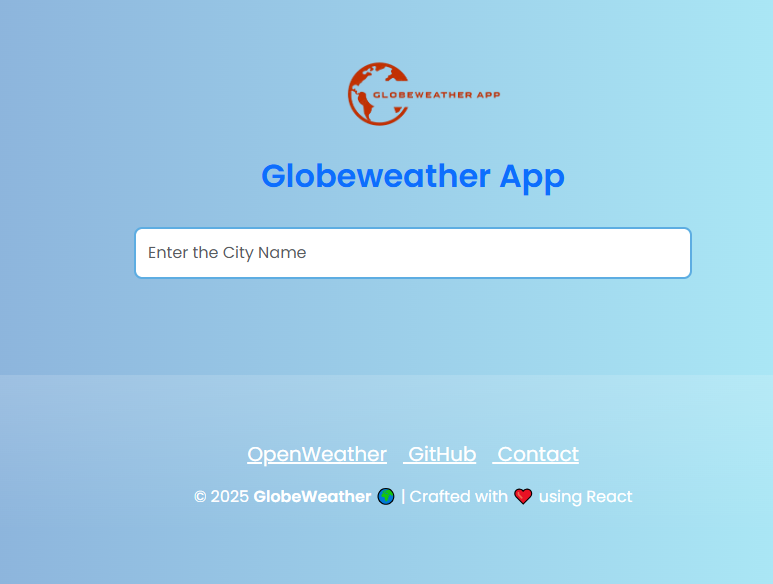 GLOBEWEATHER APP
Globeweather App
Enter the City Name
OpenWeather GitHub Contact
© 2025 GlobeWeather 🌍 | Crafted with ❤️ using React